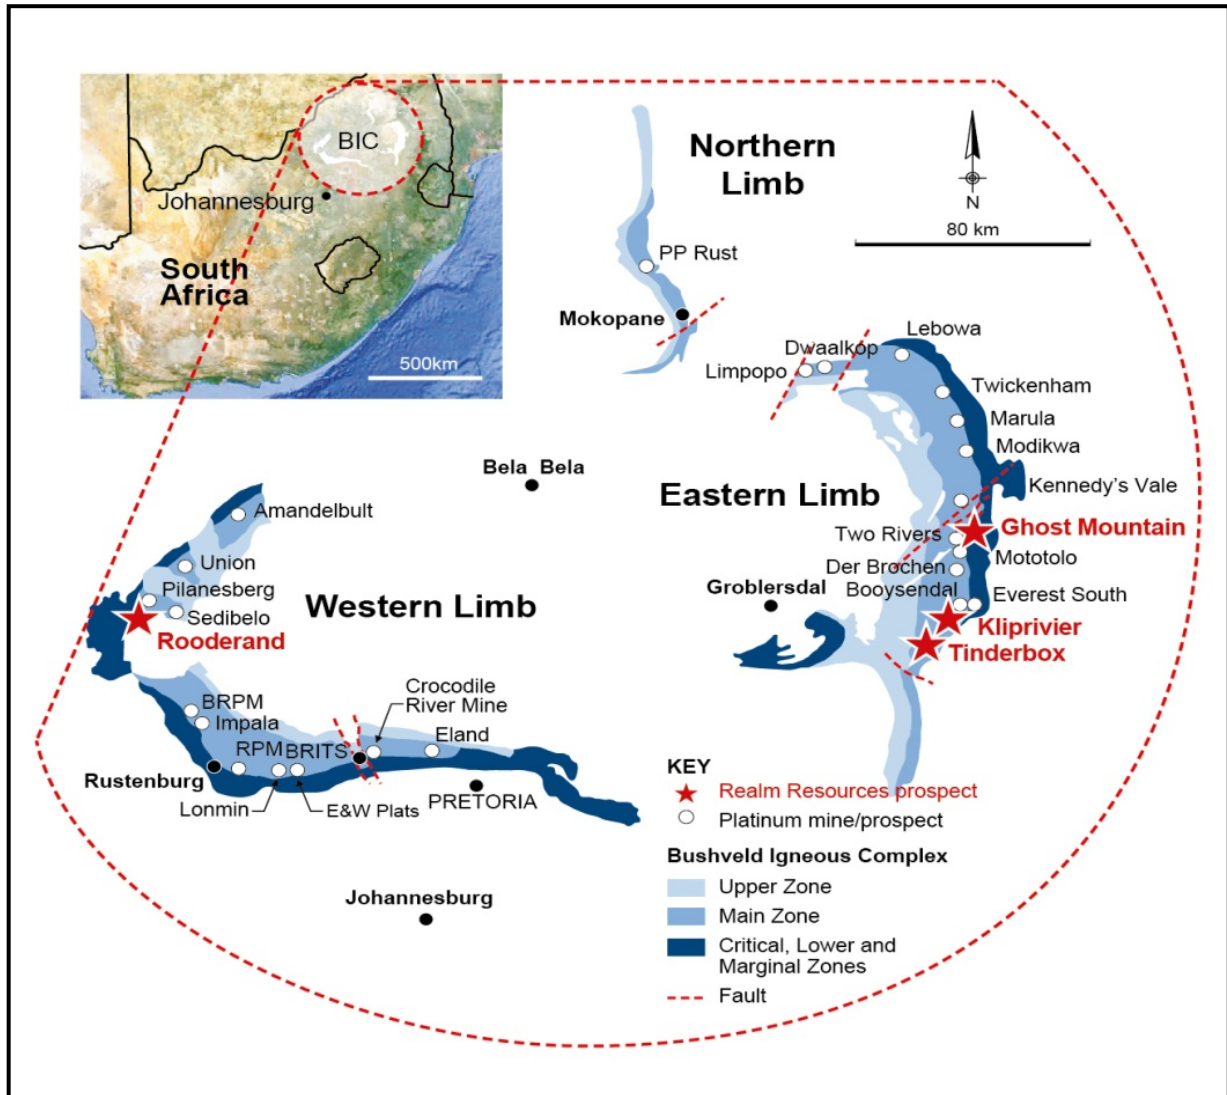 BIC
Johannesburg
South
Africa
500km
Northern
Limb
N
80 km
PP Rust
Mokopane
Lebowa
Dwaalkop
Limpopo
Twickenham
Marula
Modikwa
Bela Bela
Eastern Limb
Kennedy's Vale
Amandelbult
Ghost Mountain
Two Rivers
Mototolo
Union
Der Brochen
Pilanesberg
Groblersdal
Booysendal
Everest South
Western Limb
Sedibelo
Rooderand
Kliprivier
Tinderbox
Crocodile
River Mine
BRPM
Impala
Eland
RPM
BRITS
Rustenburg
Lonmin
E&W Plats
PRETORIA
Johannesburg
KEY
Realm Resources prospect
Platinum mine/prospect
Bushveld Igneous Complex
Upper Zone
Main Zone
Critical, Lower and
Marginal Zones
Fault